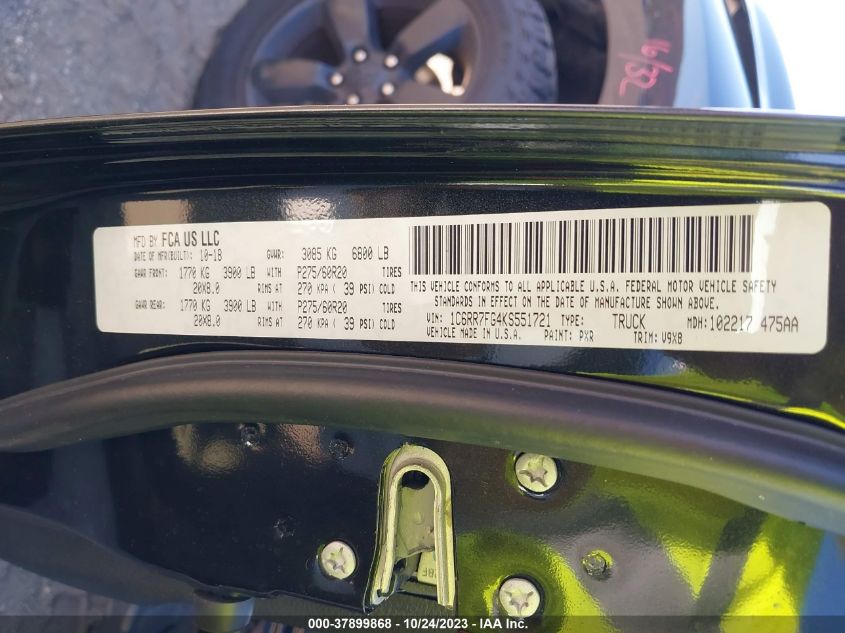 16/32
MFD BY FCA US LLC
DATE OF MFR(BUILT) 10-18 GVWR: 3085 KG 6800 LB
GAWR FRONT: 1770 KG 3900 LB WITH P275/60R20 TIRES
20X8.0 RIMS AT 270 KPA ( 39 PSI) COLD
GAWR REAR: 1770 KG 3900 LB WITH P275/60R20 TIRES
20X8.0 RIMS AT 270 KPA ( 39 PSI) COLD
THIS VEHICLE CONFORMS TO ALL APPLICABLE U.S.A. FEDERAL MOTOR VEHICLE SAFETY
STANDARDS IN EFFECT ON THE DATE OF MANUFACTURE SHOWN ABOVE.
VIN: 1C6RR7FG4KS551721 TYPE: TRUCK MDH: 102217 475AA
VEHICLE MADE IN U.S.A. PAINT: PXR TRIM: V9X8
000-37899868 - 10/24/2023 - IAA Inc.